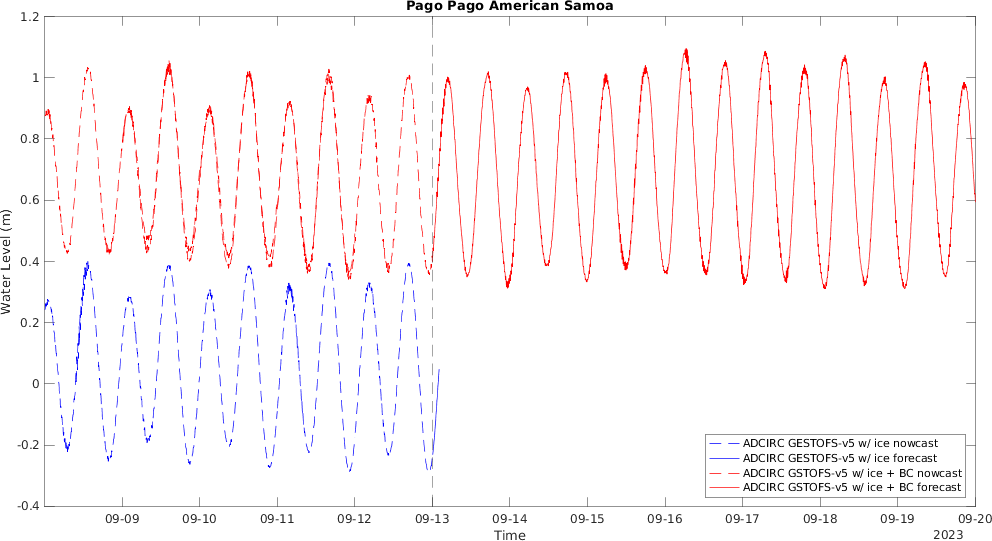 Pago Pago American Samoa
1.2
1
0.8
0.6
0.4
0.2
0
-0.2
-0.4
Water Level (m)
ADCIRC GESTOFS-v5 w/ ice nowcast
ADCIRC GESTOFS-v5 w/ ice forecast
ADCIRC GSTOFS-v5 w/ ice + BC nowcast
ADCIRC GSTOFS-v5 w/ ice + BC forecast
09-09 09-10 09-11 09-12 09-13 09-14 09-15 09-16 09-17 09-18 09-19 09-20
Time
2023